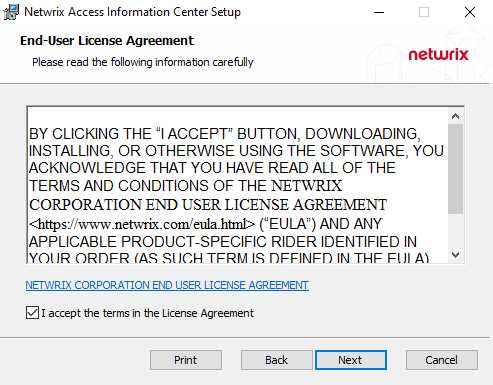 Netwrix Access Information Center Setup
End-User License Agreement
Please read the following information carefully
netwrix
BY CLICKING THE “I ACCEPT” BUTTON, DOWNLOADING,
INSTALLING, OR OTHERWISE USING THE SOFTWARE, YOU
ACKNOWLEDGE THAT YOU HAVE READ ALL OF THE
TERMS AND CONDITIONS OF THE NETWRIX
CORPORATION END USER LICENSE AGREEMENT
<https://www.netwrix.com/eula.html> (“EULA”) AND ANY
APPLICABLE PRODUCT-SPECIFIC RIDER IDENTIFIED IN
YOUR ORDER (AS SUCH TERM IS DEFINED IN THE EULA)
NETWRIX CORPORATION END USER LICENSE AGREEMENT
I accept the terms in the License Agreement
Print
Back
Next
Cancel